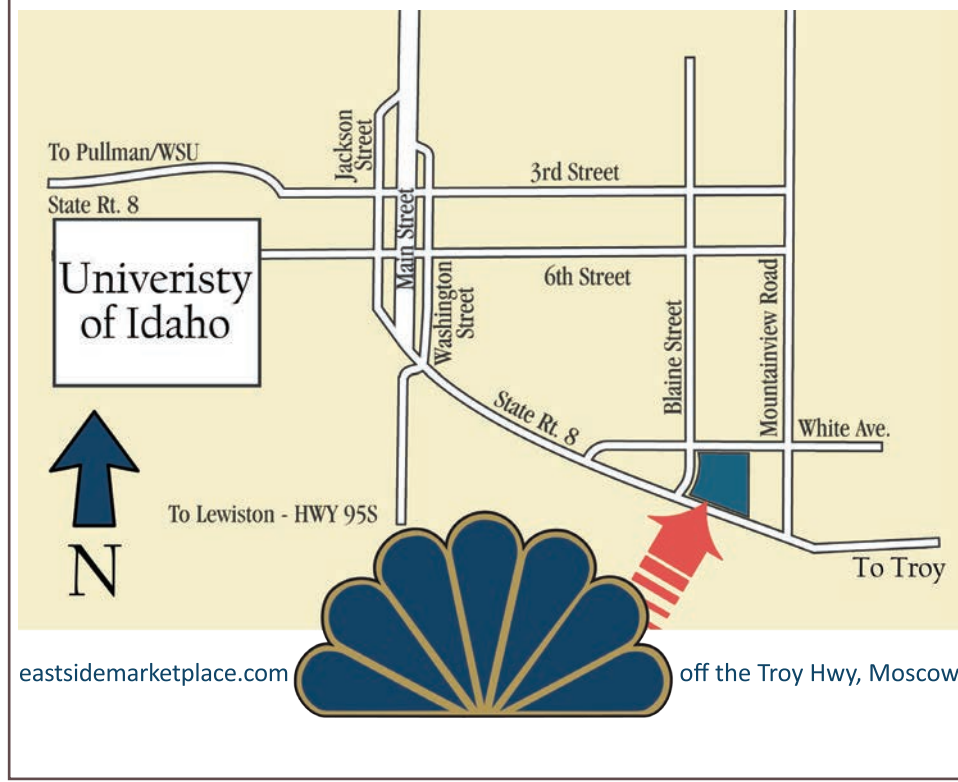 To Pullman/WSU
State Rt. 8
Jackson
Street
Main Street
3rd Street
6th Street
Univeristy
of Idaho
Washington
Street
Blaine Street
Mountainview Road
State Rt. 8
White Ave.
To Lewiston - HWY 95S
N
To Troy
eastsidemarketplace.com
off the Troy Hwy, Moscow